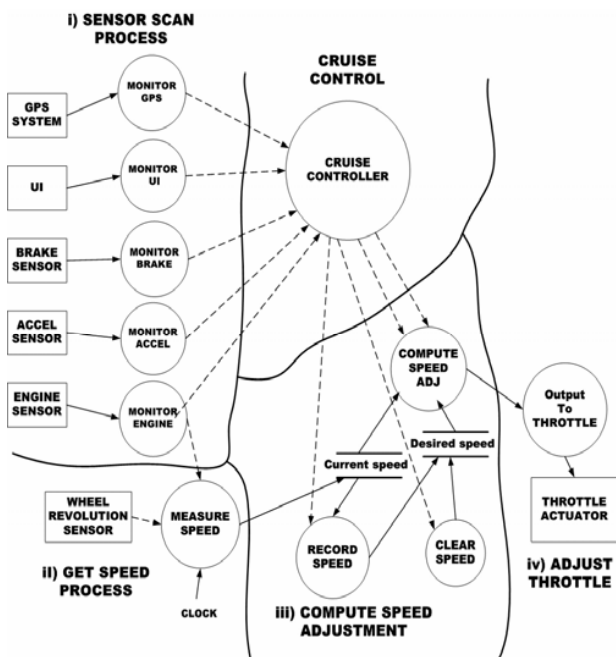 i) SENSOR SCAN
PROCESS
CRUISE
CONTROL
GPS
SYSTEM
MONITOR
GPS
CRUISE
CONTROLLER
UI
MONITOR
UI
BRAKE
SENSOR
MONITOR
BRAKE
ACCEL
SENSOR
MONITOR
ACCEL
COMPUTE
SPEED
ADJ
ENGINE
SENSOR
MONITOR
ENGINE
Output
To
THROTTLE
Current speed
Desired speed
WHEEL
REVOLUTION
SENSOR
MEASURE
SPEED
THROTTLE
ACTUATOR
RECORD
SPEED
CLEAR
SPEED
iI) GET SPEED
PROCESS
CLOCK
iii) COMPUTE SPEED
ADJUSTMENT
iv) ADJUST
THROTTLE